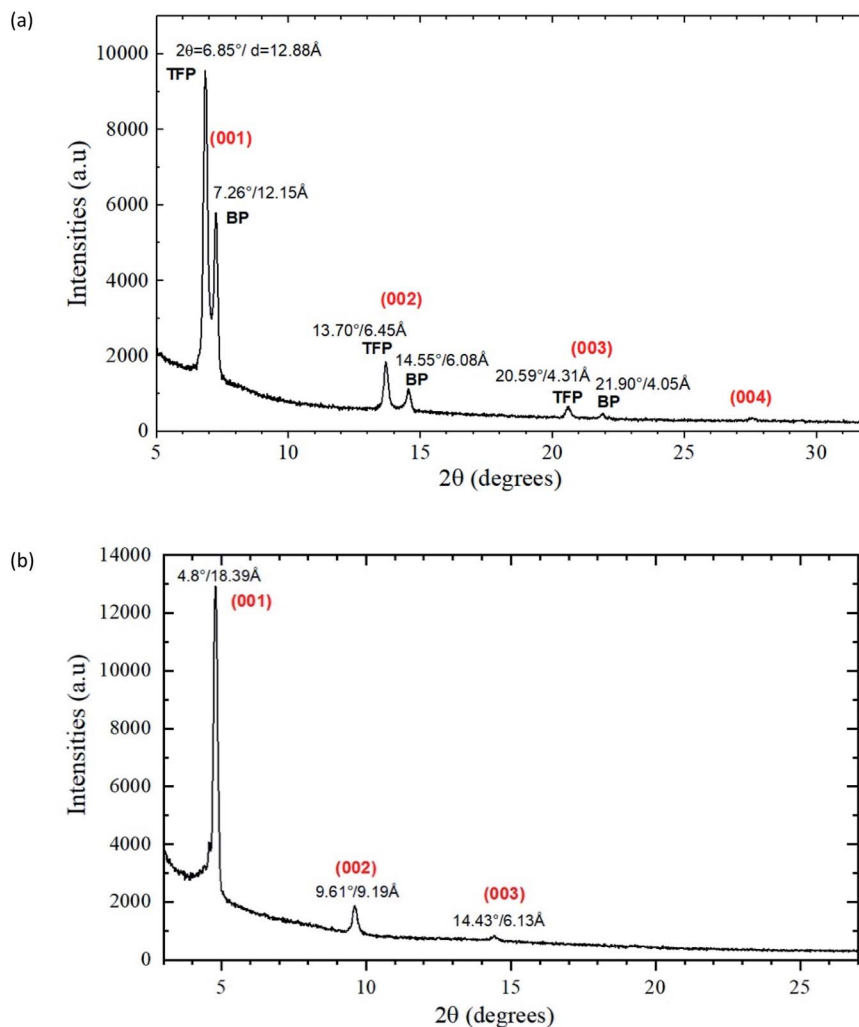 (a)
12000
10000
8000
6000
4000
2000
0
Intensities (a.u)
2θ=6.85°/ d=12.88Å
TFP
(001)
7.26°/12.15Å
BP
(002)
13.70°/6.45Å
TFP
14.55°/6.08Å
BP
(003)
20.59°/4.31Å
TFP
21.90°/4.05Å
BP
(004)
5
10
15
20
25
30
2θ (degrees)
(b)
14000
12000
10000
8000
6000
4000
2000
0
Intensities (a.u)
4.8°/18.39Å
(001)
(002)
9.61°/9.19Å
(003)
14.43°/6.13Å
5
10
15
20
25
2θ (degrees)